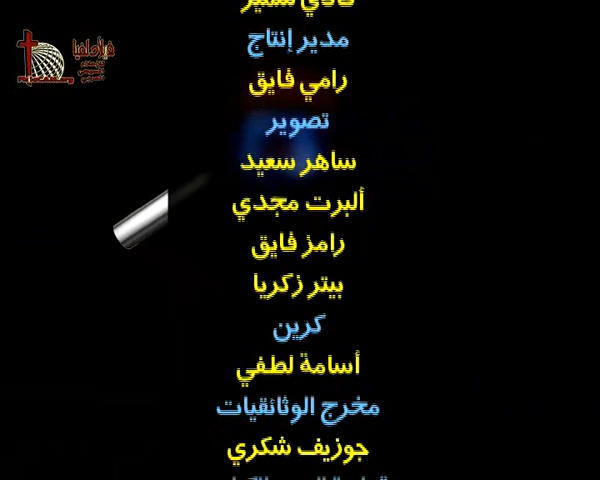 فيلادلفيا
مدير إنتاج
رامي فايق
تصوير
ساهر سعيد
ألبرت مجدي
رامز فايق
بيتر زكريا
كرين
أسامة لطفي
مخرج الوثائقيات
جوزيف شكري